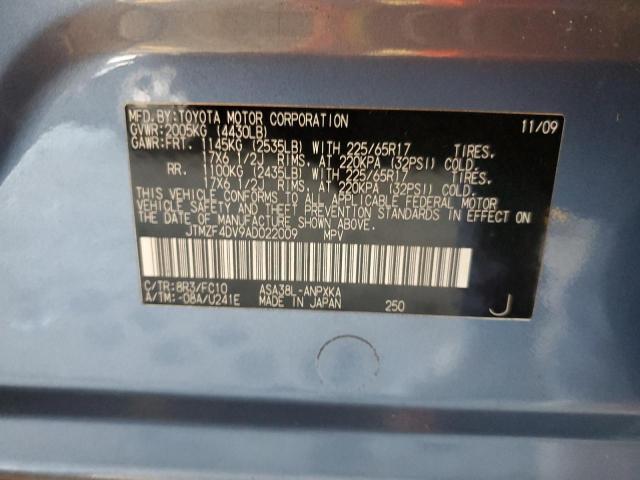 MFD. BY: TOYOTA MOTOR CORPORATION 11/09
GVWR: 2005KG (4430LB)
GAWR: FRT. 1145KG (2535LB) WITH 225/65R17 TIRES.
17X6 1/2J RIMS, AT 220KPA (32PSI) COLD.
RR. 1100KG (2435LB) WITH 225/65R17 TIRES.
17X6 1/2J RIMS, AT 220KPA (32PSI) COLD.
THIS VEHICLE CONFORMS TO ALL APPLICABLE FEDERAL MOTOR
VEHICLE SAFETY AND THEFT PREVENTION STANDARDS IN EFFECT ON
THE DATE OF MANUFACTURE SHOWN ABOVE.
JTMZF4DV9AD022009 MPV
C/TR: 8R3/FC10 ASA38L-ANPXKA
A/TM: -08A/U241E MADE IN JAPAN 250 J